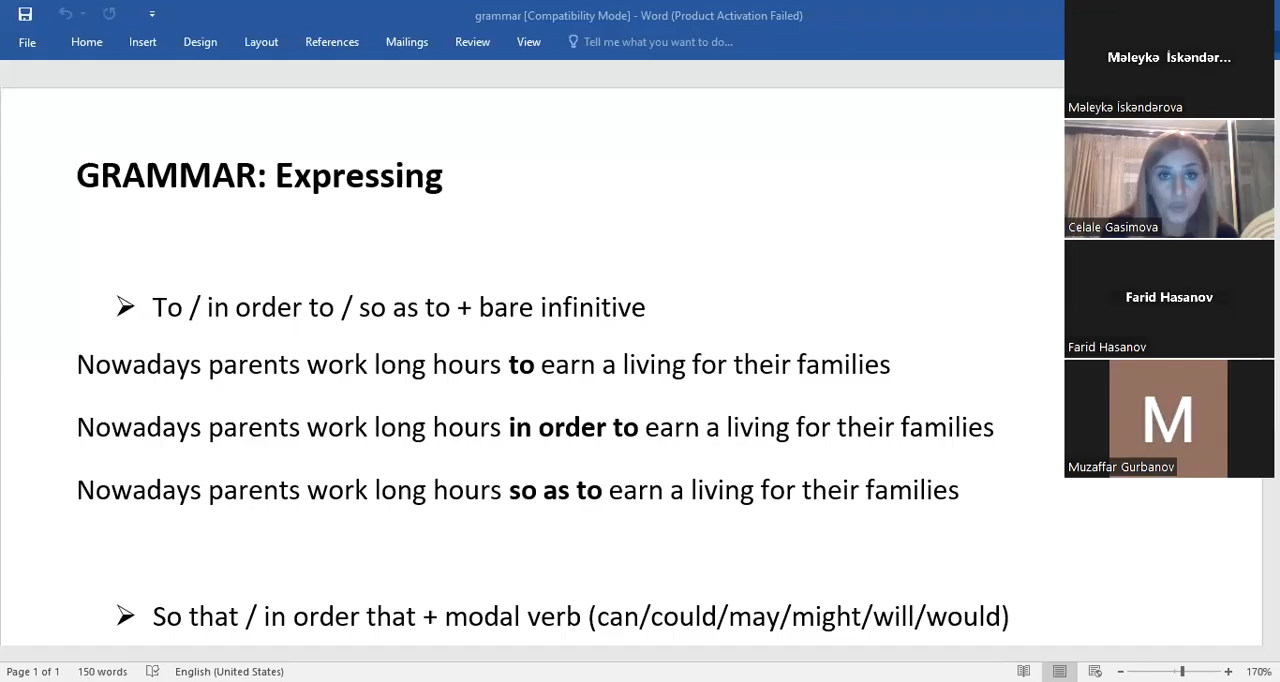 grammar [Compatibility Mode] - Word (Product Activation Failed)
File Home Insert Design Layout References Mailings Review View Tell me what you want to do...
GRAMMAR: Expressing
➢ To / in order to / so as to + bare infinitive
Nowadays parents work long hours to earn a living for their families
Nowadays parents work long hours in order to earn a living for their families
Nowadays parents work long hours so as to earn a living for their families
➢ So that / in order that + modal verb (can/could/may/might/will/would)
Page 1 of 1 150 words English (United States) 170%
Məleykə İskəndər...
Məleykə İskəndərova
Celale Gasimova
Farid Hasanov
Farid Hasanov
M
Muzaffar Gurbanov